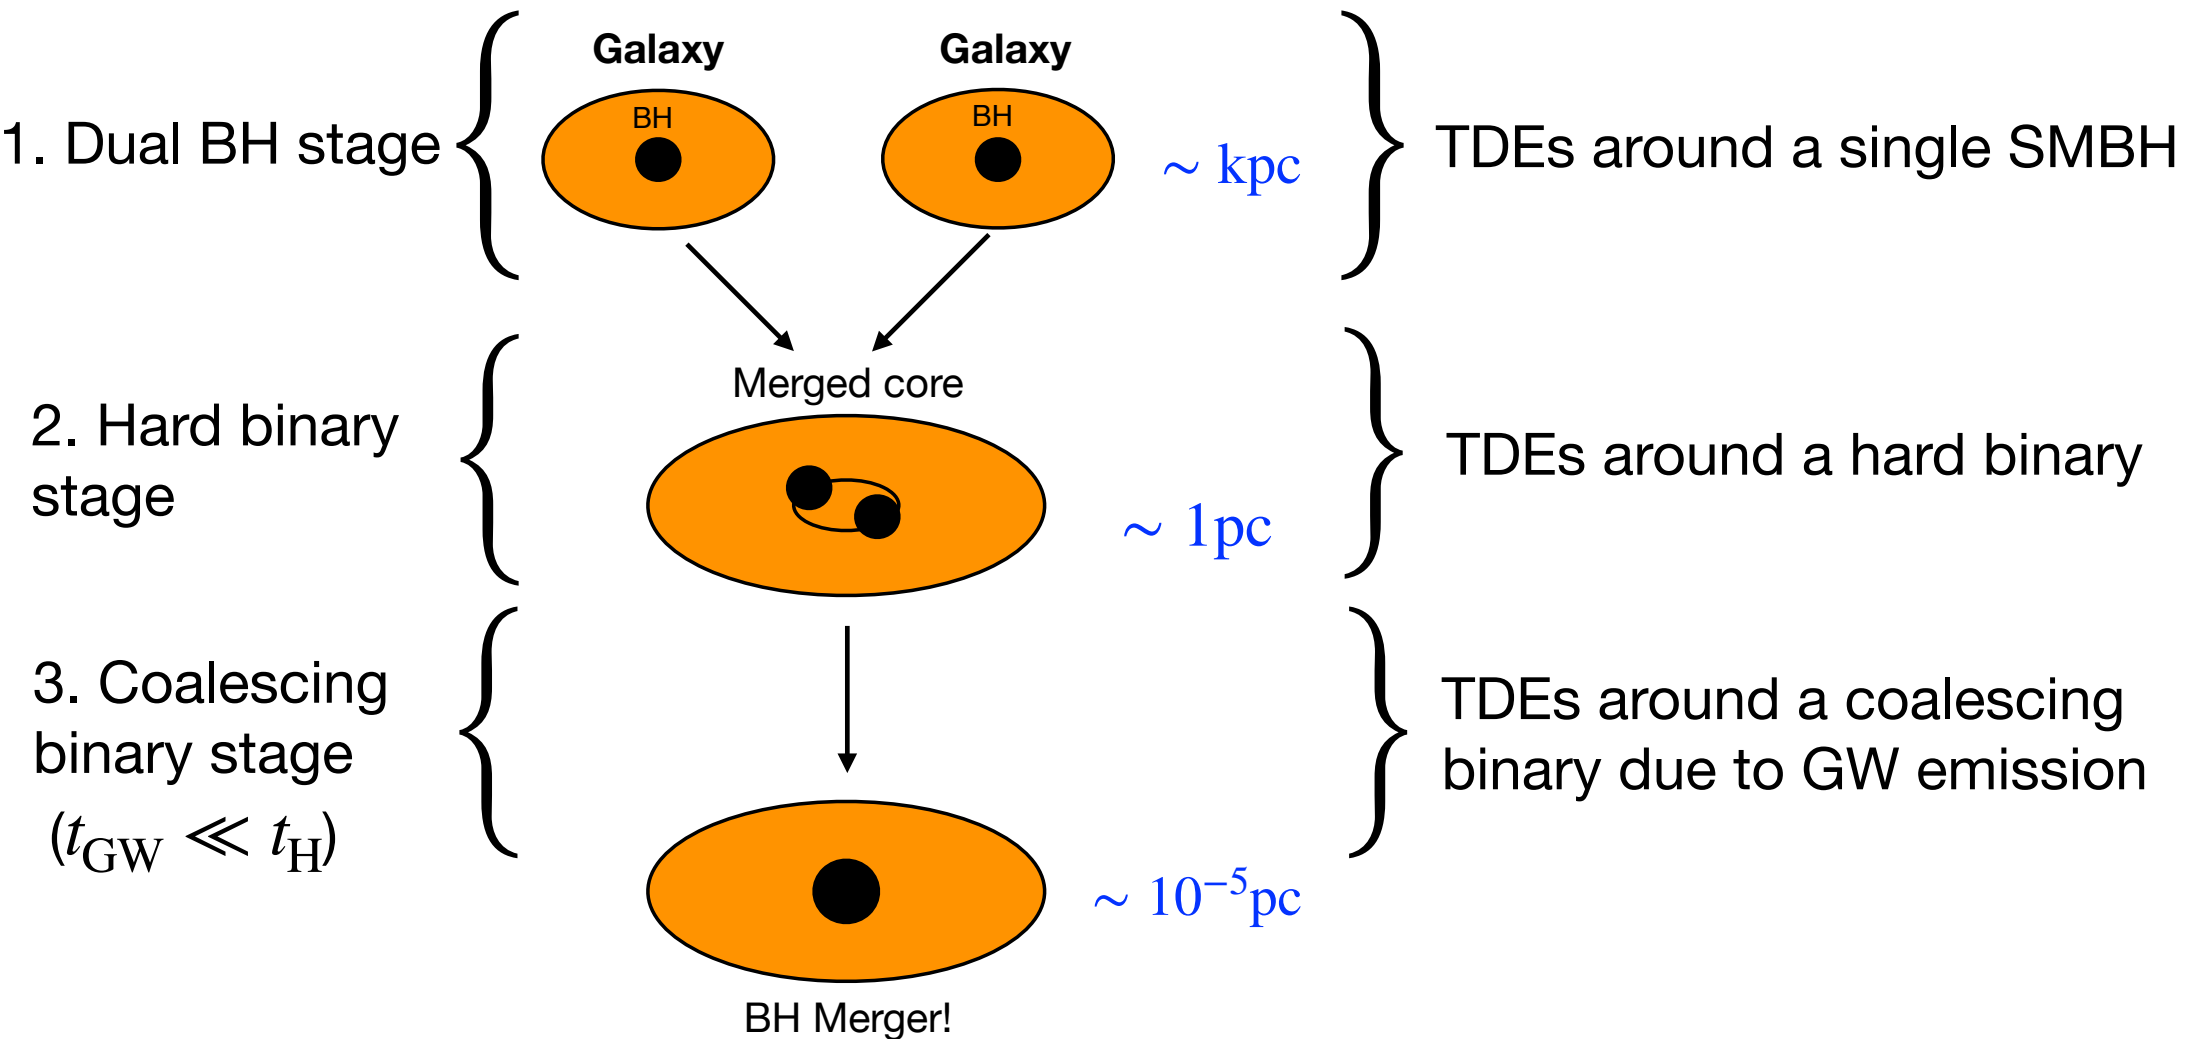 Galaxy
Galaxy
BH
BH
1. Dual BH stage
∼ kpc
TDEs around a single SMBH
Merged core
2. Hard binary
stage
∼ 1pc
TDEs around a hard binary
3. Coalescing
binary stage
(t_GW ≪ t_H)
TDEs around a coalescing
binary due to GW emission
∼ 10⁻⁵pc
BH Merger!